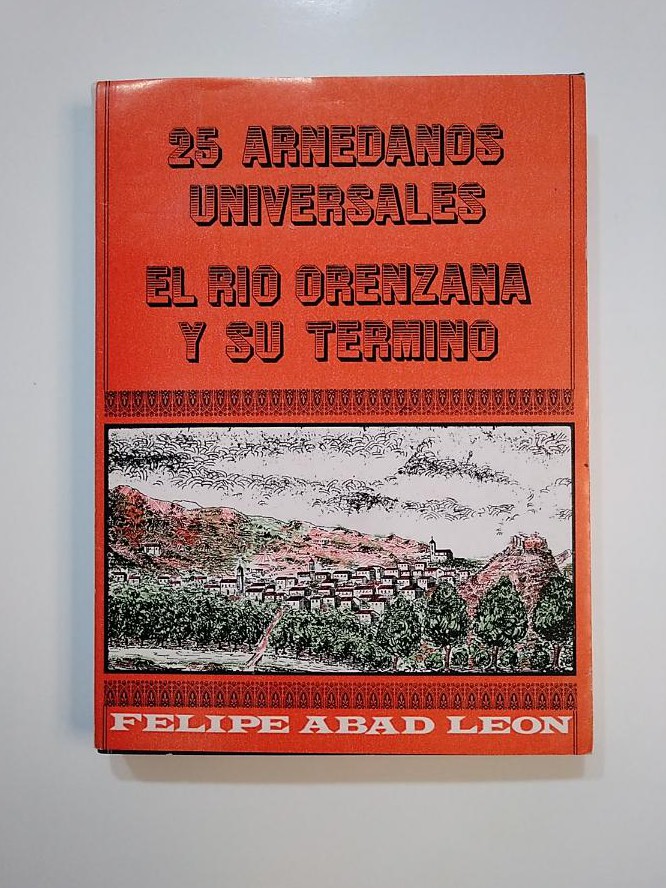 25 ARNEDANOS
UNIVERSALES
EL RIO ORENZANA
Y SU TERMINO
FELIPE ABAD LEON